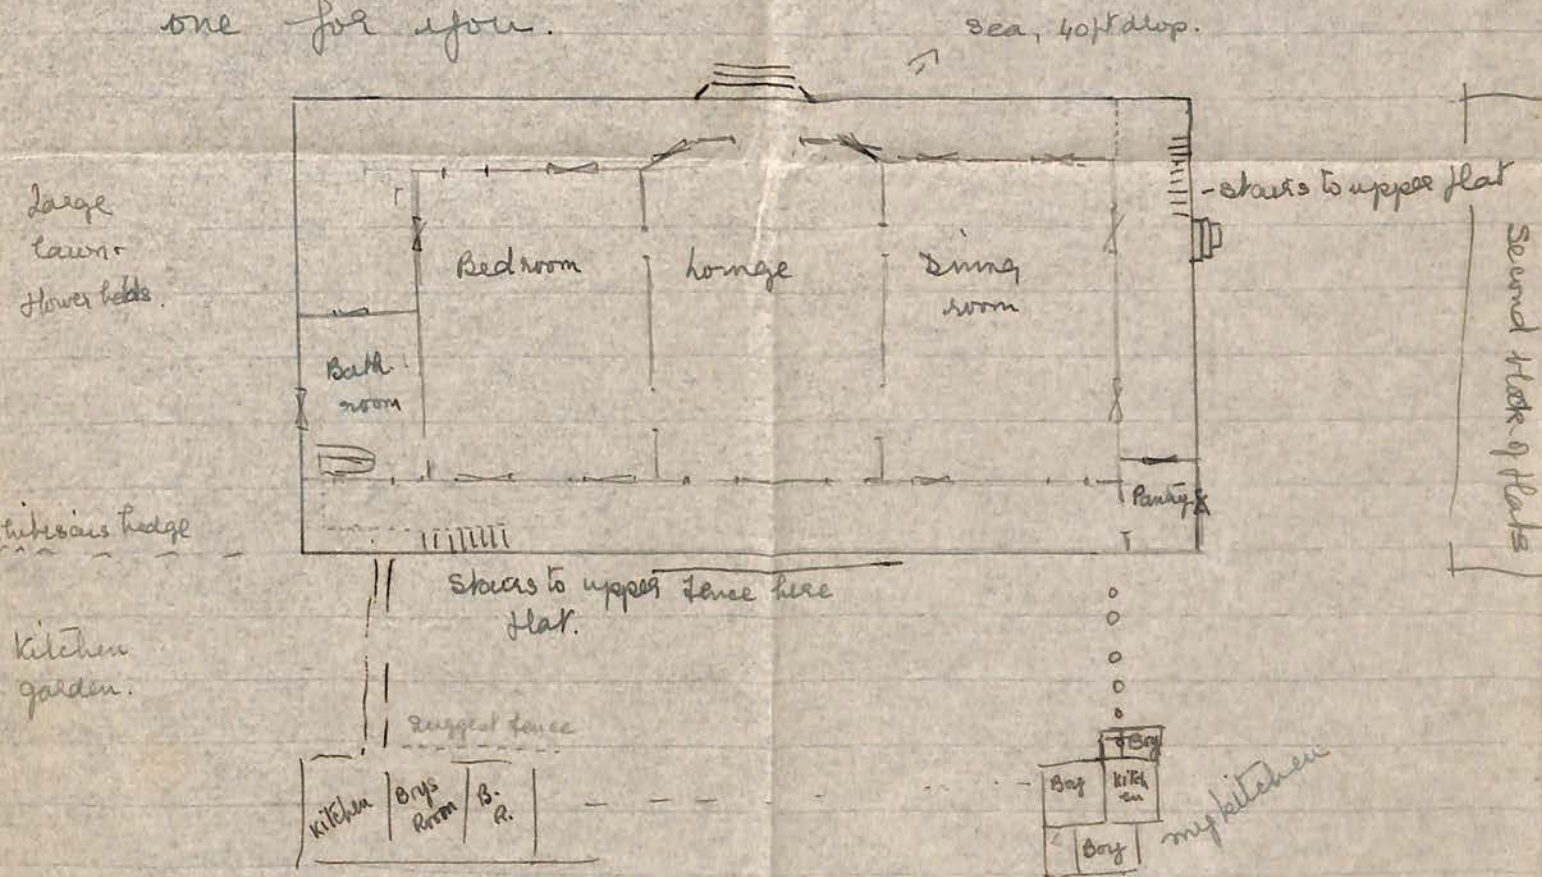 one for you.
Sea, 40ft drop.
Large
lawn +
flower beds.
- stairs to upper flat
Second block of flats
Bedroom
Lounge
Dining
room
Bath
room
Pantry
hibiscus hedge
Stairs to upper
flat.
fence here
Kitchen
garden.
suggest fence
Kitchen
Boys
Room
B.
R.
Boy
Boy
Kitch
en
Boy
my kitchen